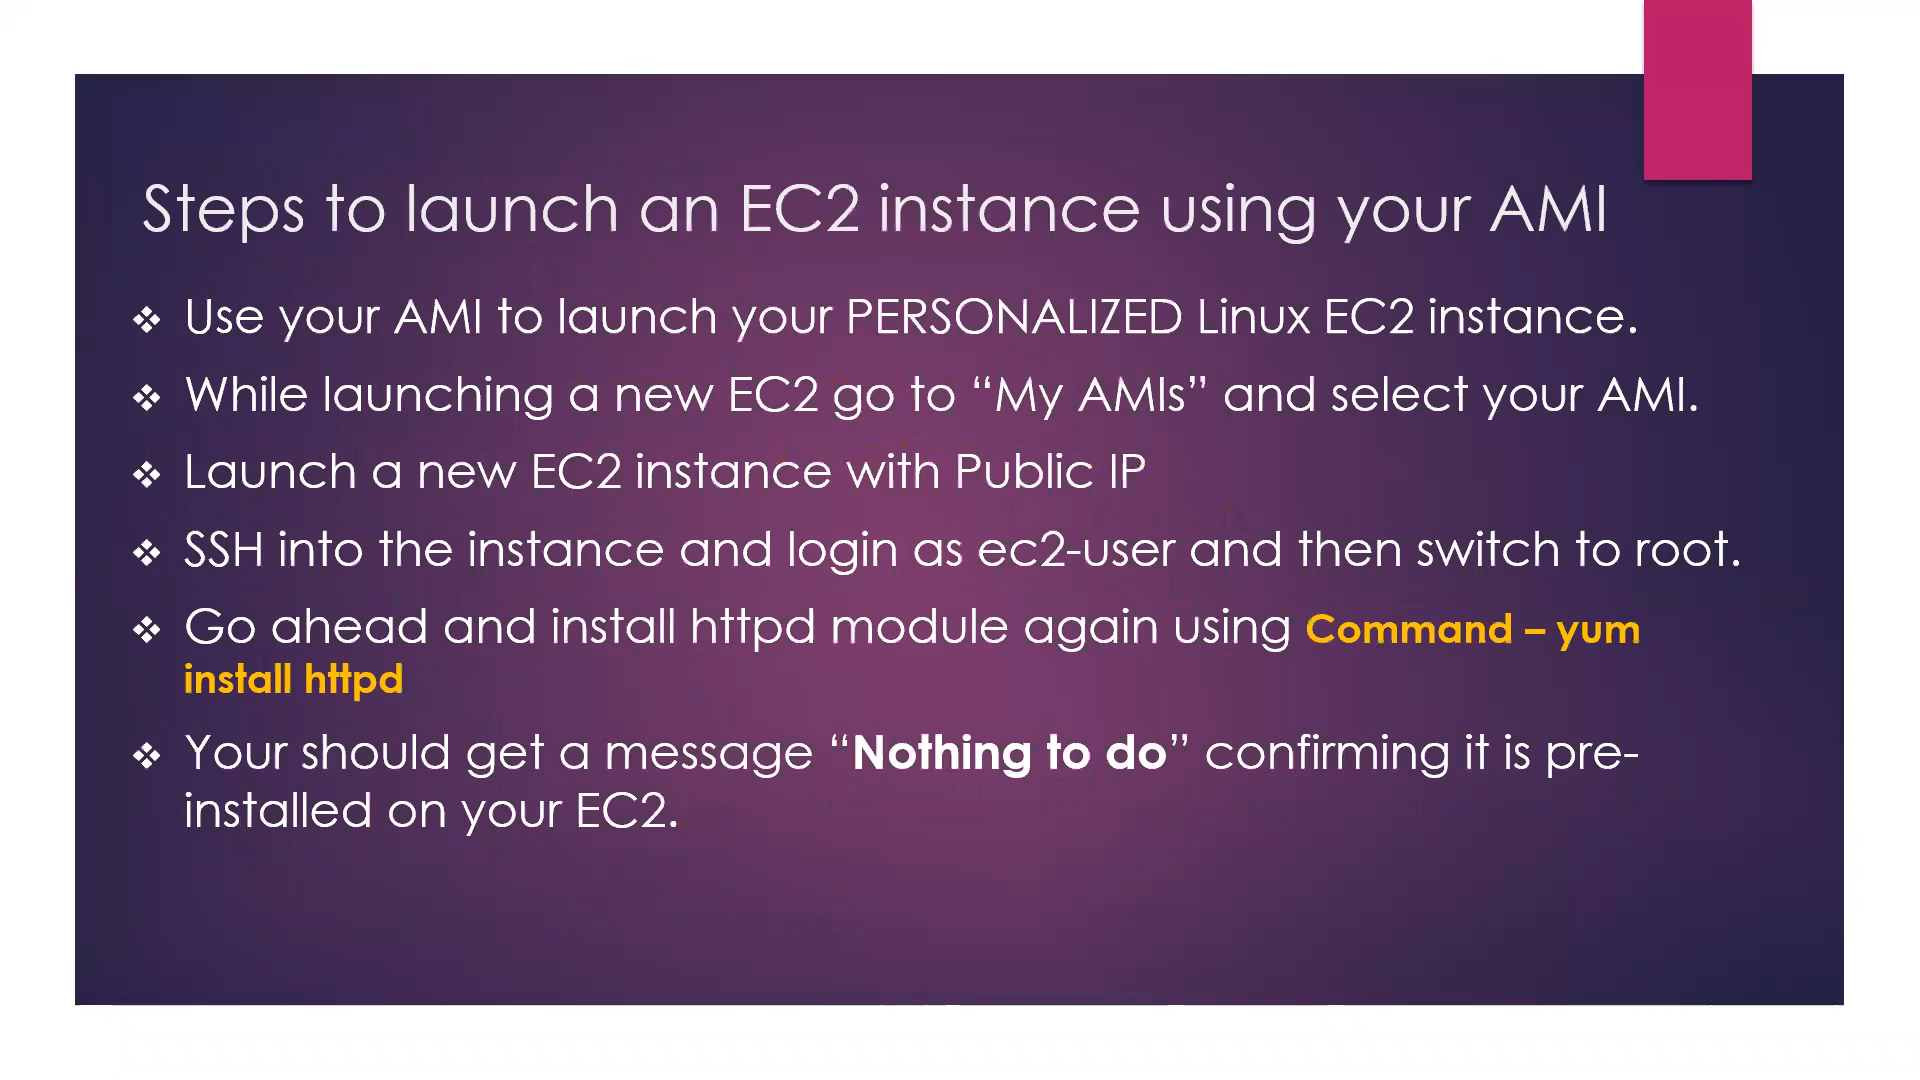 Steps to launch an EC2 instance using your AMI
❖ Use your AMI to launch your PERSONALIZED Linux EC2 instance.
❖ While launching a new EC2 go to “My AMIs” and select your AMI.
❖ Launch a new EC2 instance with Public IP
❖ SSH into the instance and login as ec2-user and then switch to root.
❖ Go ahead and install httpd module again using Command – yum
install httpd
❖ Your should get a message “Nothing to do” confirming it is pre-
installed on your EC2.